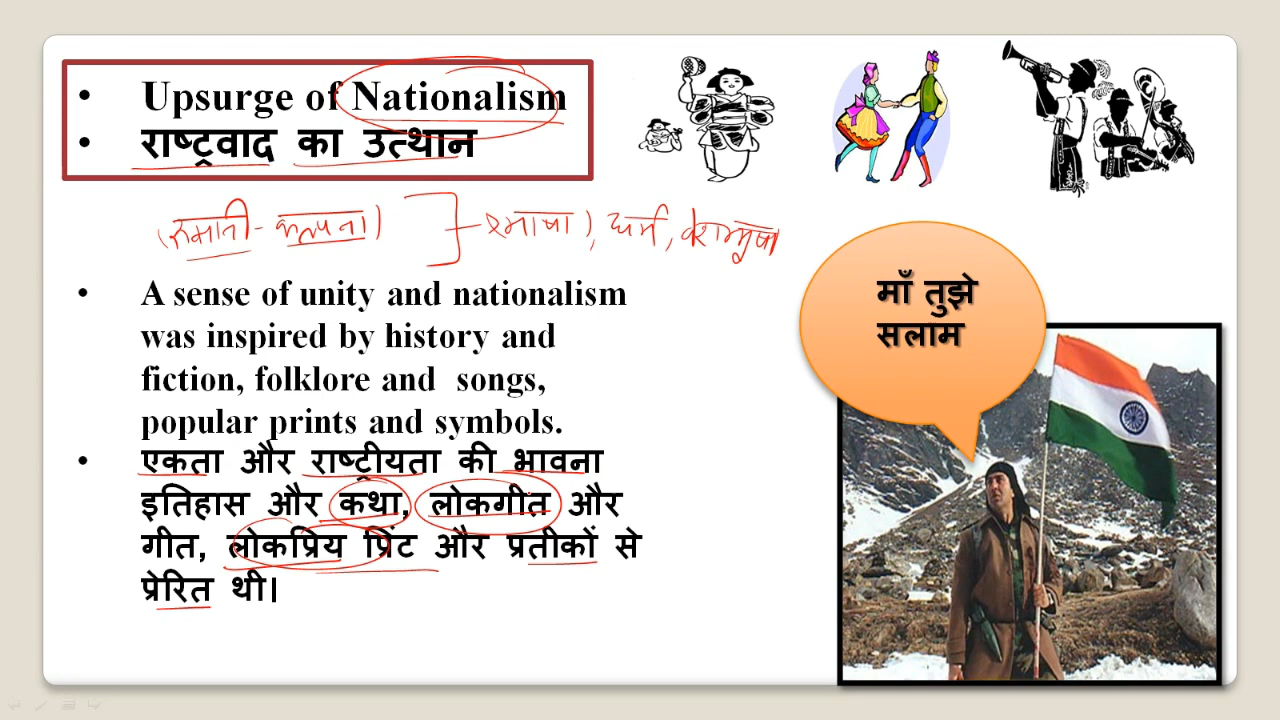 Upsurge of Nationalism
राष्ट्रवाद का उत्थान
(रूमानी - कल्पना) भाषा, धर्म, वेशभूषा
A sense of unity and nationalism
was inspired by history and
fiction, folklore and songs,
popular prints and symbols.
एकता और राष्ट्रीयता की भावना
इतिहास और कथा, लोकगीत और
गीत, लोकप्रिय प्रिंट और प्रतीकों से
प्रेरित थी।
माँ तुझे
सलाम